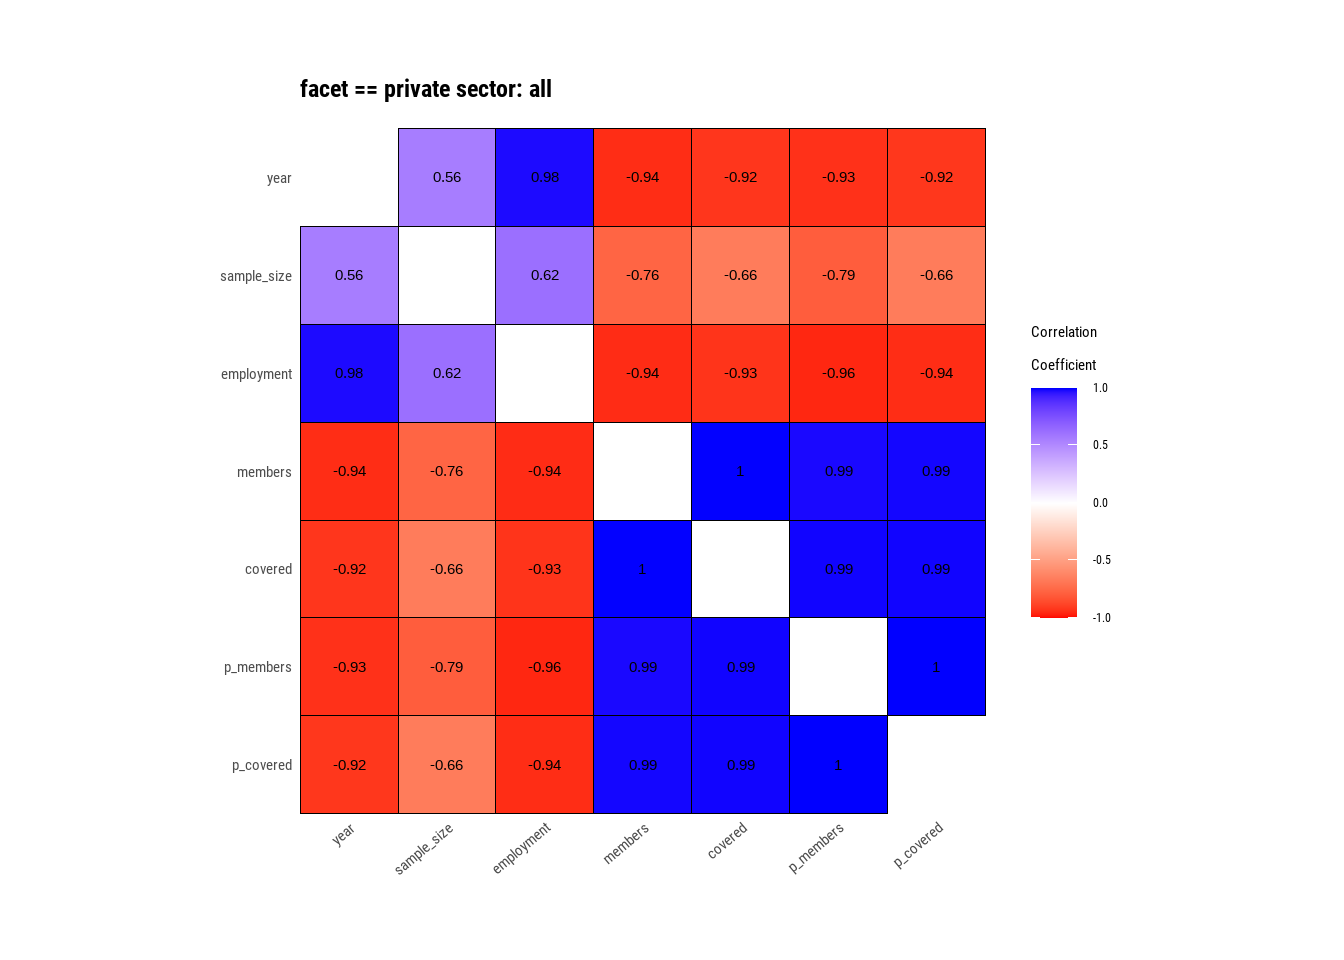 facet == private sector: all
year 0.56 0.98 -0.94 -0.92 -0.93 -0.92
sample_size 0.56 0.62 -0.76 -0.66 -0.79 -0.66
employment 0.98 0.62 -0.94 -0.93 -0.96 -0.94
members -0.94 -0.76 -0.94 1 0.99 0.99
covered -0.92 -0.66 -0.93 1 0.99 0.99
p_members -0.93 -0.79 -0.96 0.99 0.99 1
p_covered -0.92 -0.66 -0.94 0.99 0.99 1
year sample_size employment members covered p_members p_covered
Correlation
Coefficient
1.0
0.5
0.0
-0.5
-1.0